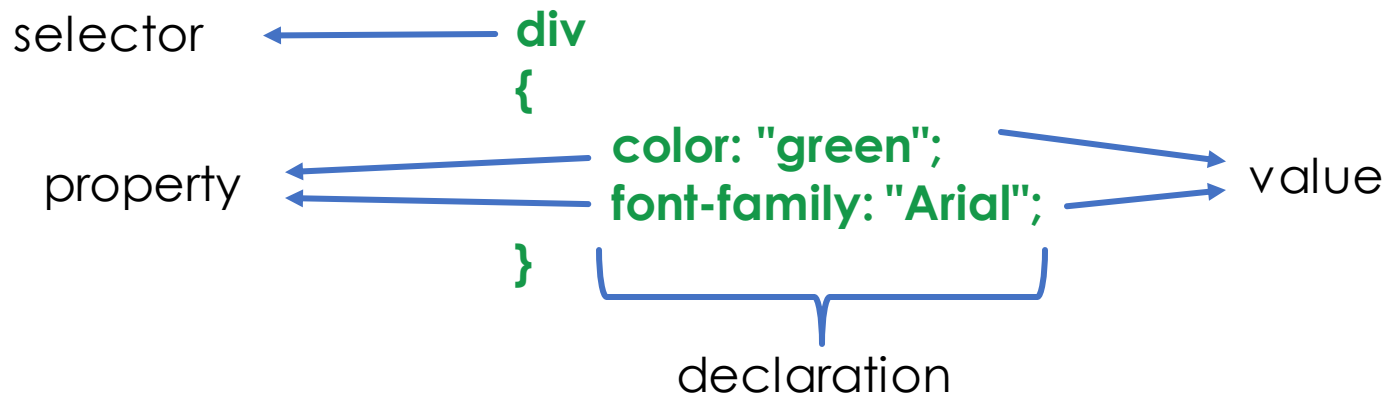 selector
div
{
color: "green";
property
value
font-family: "Arial";
}
declaration